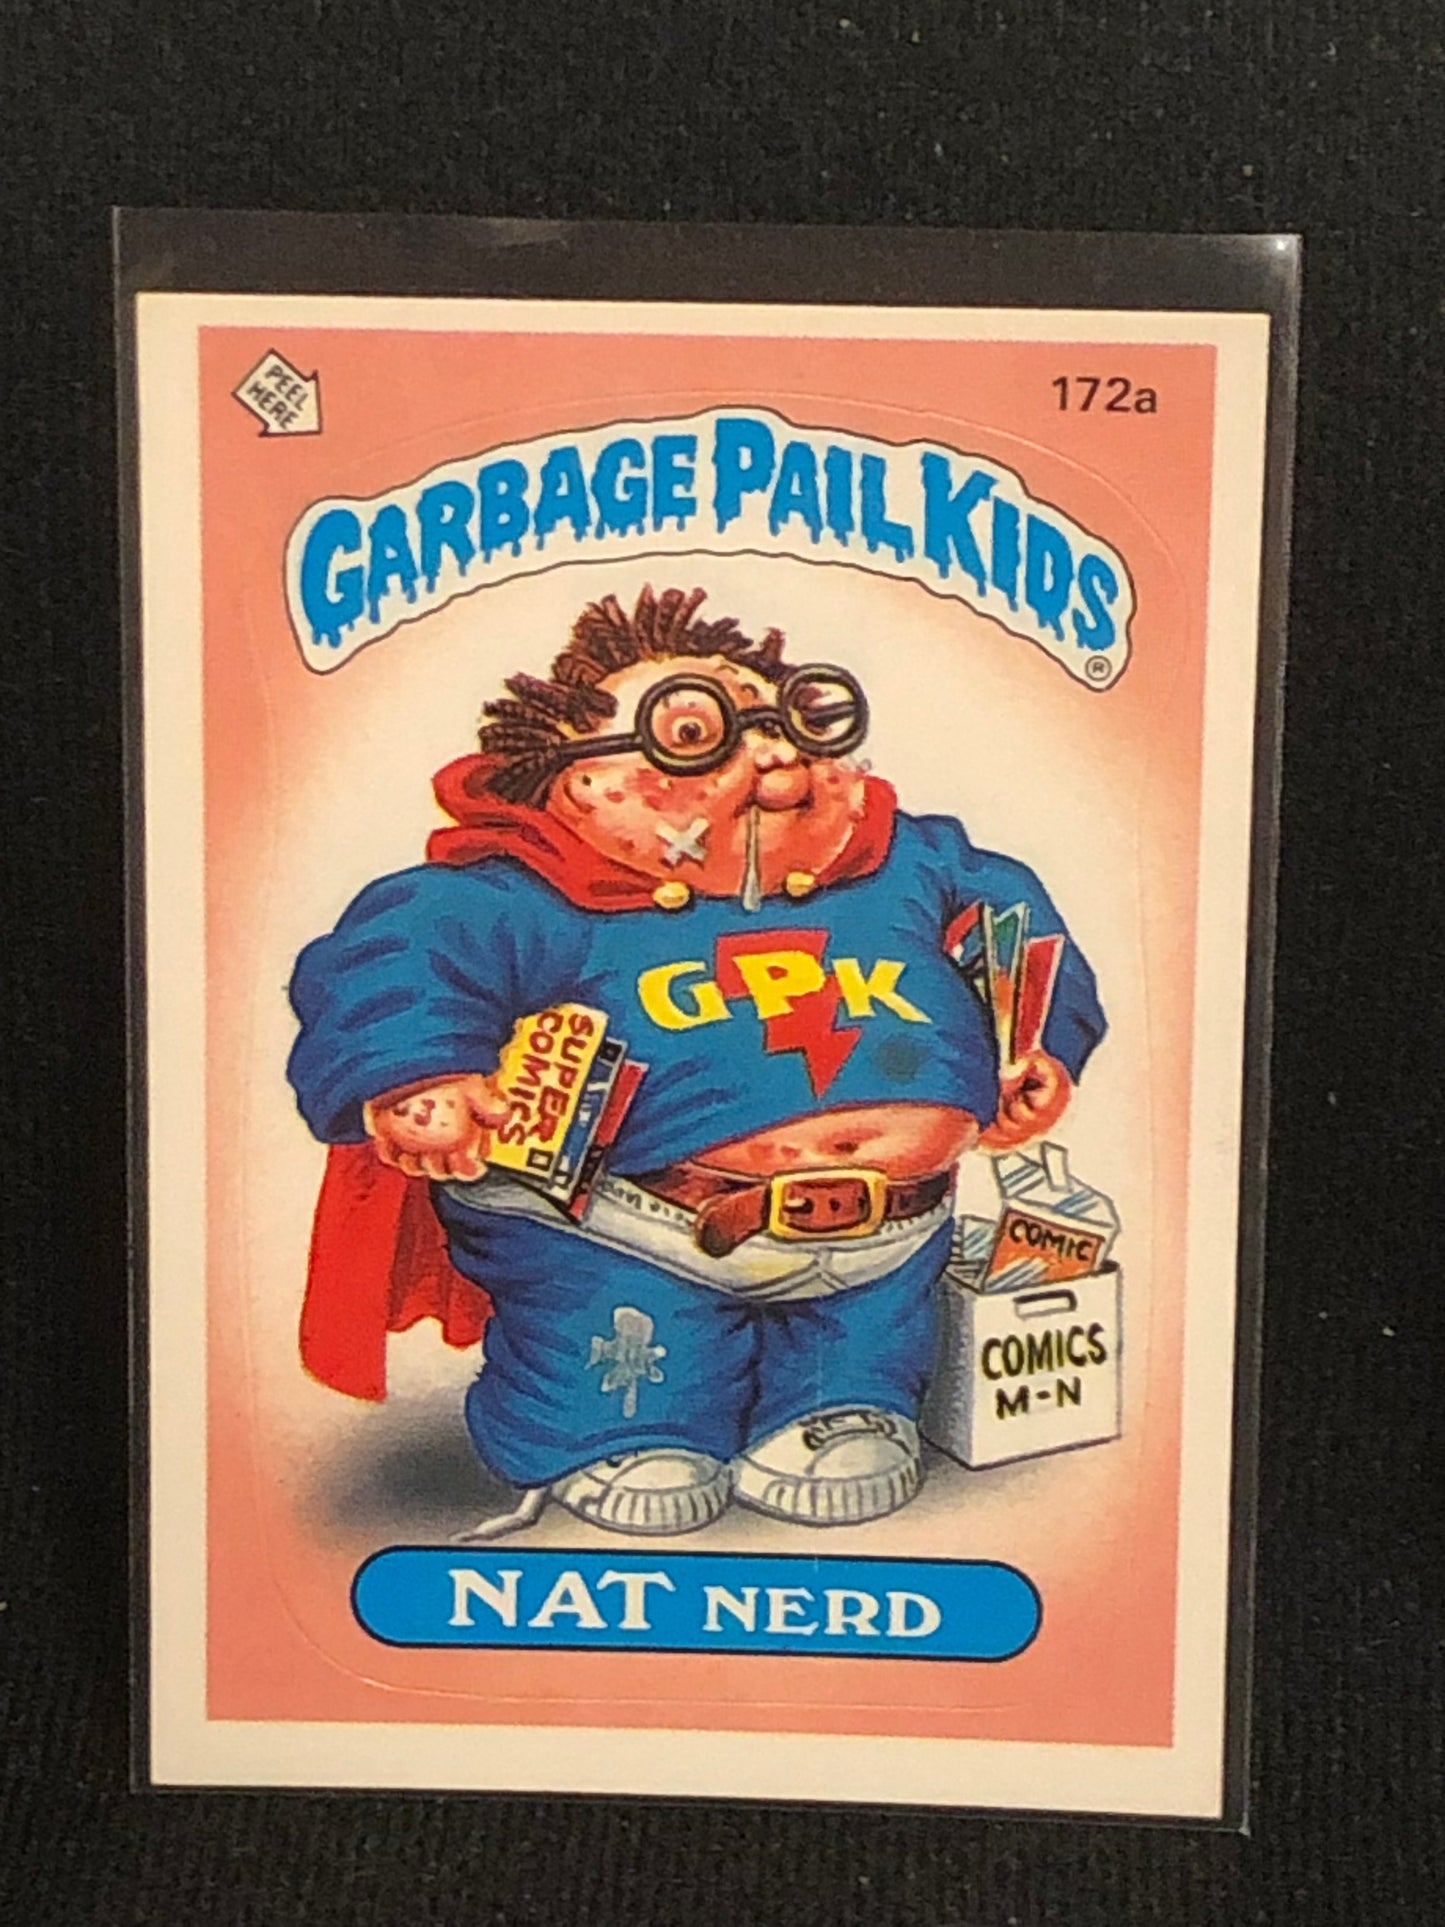 PEEL
HERE
172a
GARBAGE PAIL KIDS
®
GPK
SUPER
COMICS
COMIC
COMICS
M-N
NAT NERD